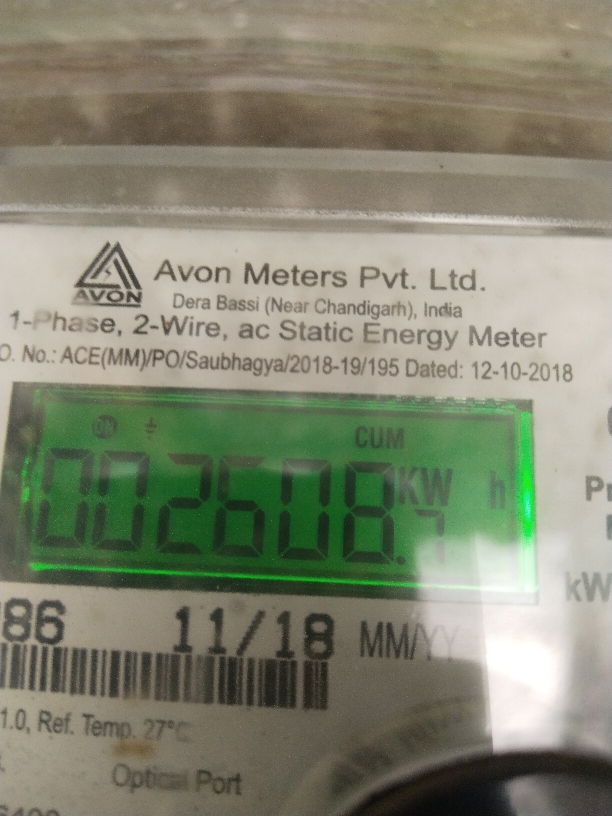 AVON
Avon Meters Pvt. Ltd.
Dera Bassi (Near Chandigarh), India
1-Phase, 2-Wire, ac Static Energy Meter
O. No.: ACE(MM)/PO/Saubhagya/2018-19/195 Dated: 12-10-2018
ON CUM
002608.7 KW h
86 11/18 MM/YY
1.0, Ref. Temp. 27°C
Optical Port